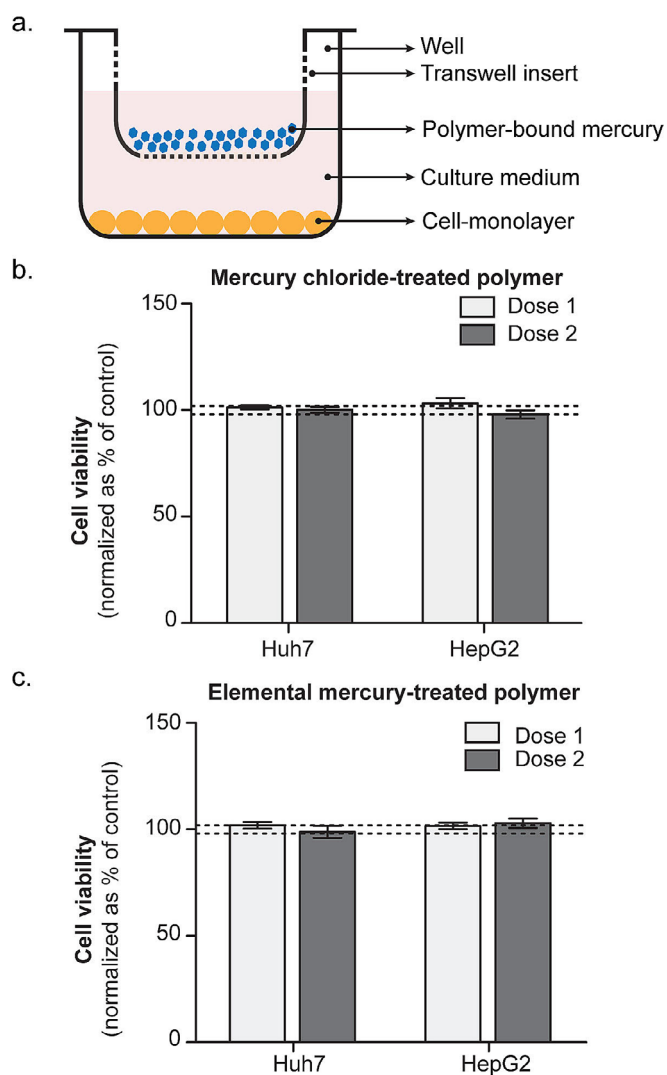 a.
Well
Transwell insert
Polymer-bound mercury
Culture medium
Cell-monolayer
b.
Mercury chloride-treated polymer
Dose 1
Dose 2
150
100
50
0
Cell viability
(normalized as % of control)
Huh7
HepG2
c.
Elemental mercury-treated polymer
Dose 1
Dose 2
150
100
50
0
Cell viability
(normalized as % of control)
Huh7
HepG2